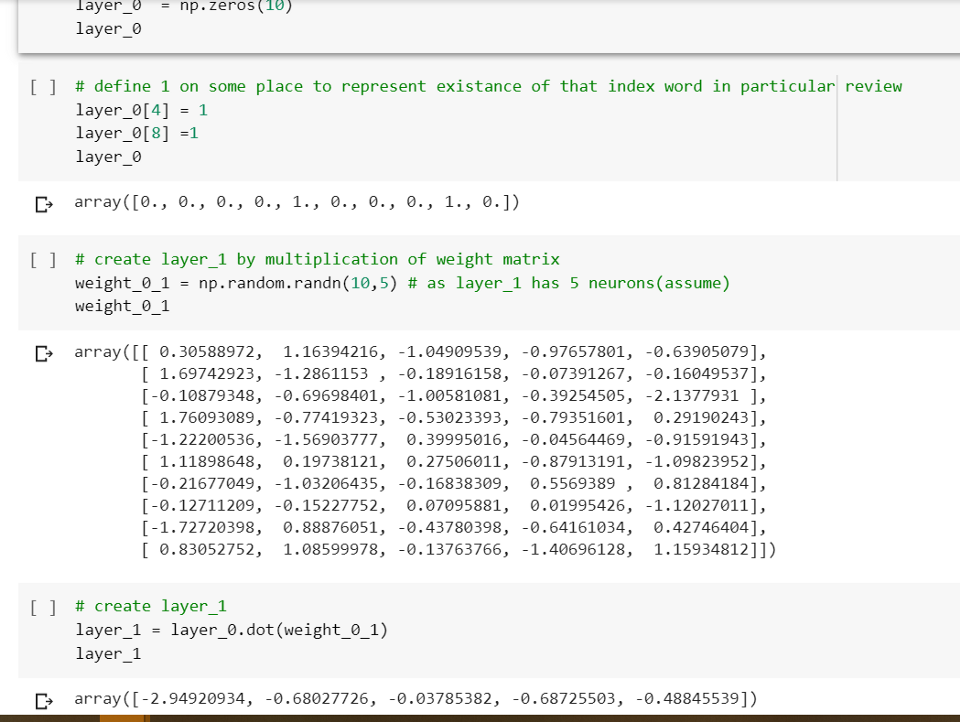 layer_0 = np.zeros(10)
layer_0
[ ] # define 1 on some place to represent existance of that index word in particular review
layer_0[4] = 1
layer_0[8] =1
layer_0
array([0., 0., 0., 0., 1., 0., 0., 0., 1., 0.])
[ ] # create layer_1 by multiplication of weight matrix
weight_0_1 = np.random.randn(10,5) # as layer_1 has 5 neurons(assume)
weight_0_1
array([[ 0.30588972, 1.16394216, -1.04909539, -0.97657801, -0.63905079],
[ 1.69742923, -1.2861153 , -0.18916158, -0.07391267, -0.16049537],
[-0.10879348, -0.69698401, -1.00581081, -0.39254505, -2.1377931 ],
[ 1.76093089, -0.77419323, -0.53023393, -0.79351601, 0.29190243],
[-1.22200536, -1.56903777, 0.39995016, -0.04564469, -0.91591943],
[ 1.11898648, 0.19738121, 0.27506011, -0.87913191, -1.09823952],
[-0.21677049, -1.03206435, -0.16838309, 0.5569389 , 0.81284184],
[-0.12711209, -0.15227752, 0.07095881, 0.01995426, -1.12027011],
[-1.72720398, 0.88876051, -0.43780398, -0.64161034, 0.42746404],
[ 0.83052752, 1.08599978, -0.13763766, -1.40696128, 1.15934812]])
[ ] # create layer_1
layer_1 = layer_0.dot(weight_0_1)
layer_1
array([-2.94920934, -0.68027726, -0.03785382, -0.68725503, -0.48845539])